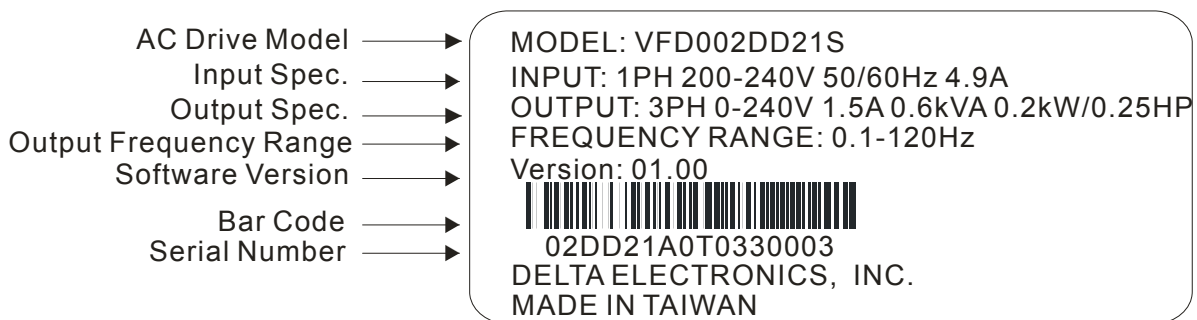 AC Drive Model
Input Spec.
Output Spec.
Output Frequency Range
Software Version
Bar Code
Serial Number
MODEL: VFD002DD21S
INPUT: 1PH 200-240V 50/60Hz 4.9A
OUTPUT: 3PH 0-240V 1.5A 0.6kVA 0.2kW/0.25HP
FREQUENCY RANGE: 0.1-120Hz
Version: 01.00
02DD21A0T0330003
DELTA ELECTRONICS, INC.
MADE IN TAIWAN